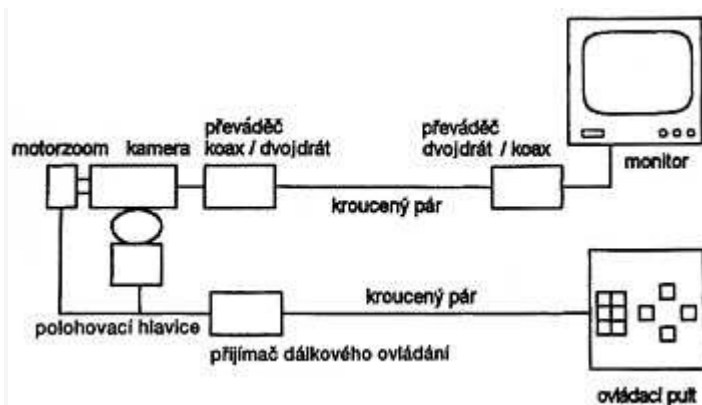 převáděč
koax / dvojdrát
převáděč
dvojdrát / koax
motorzoom
kamera
monitor
kroucený pár
kroucený pár
polohovací hlavice
přijímač dálkového ovládání
ovládací pult